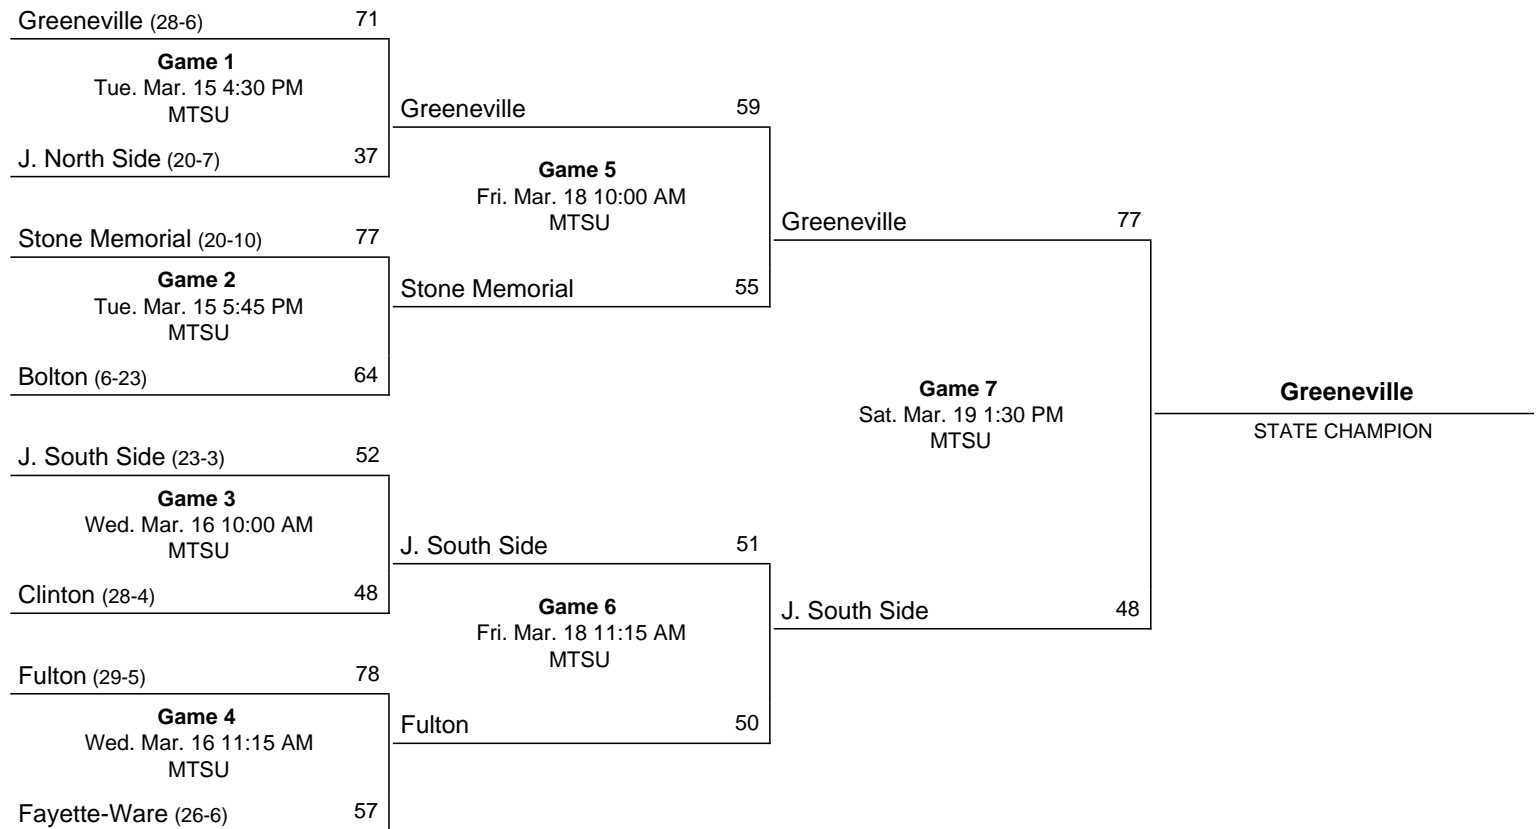 Greeneville (28-6) 71
Game 1
Tue. Mar. 15 4:30 PM
MTSU
J. North Side (20-7) 37
Stone Memorial (20-10) 77
Game 2
Tue. Mar. 15 5:45 PM
MTSU
Bolton (6-23) 64
J. South Side (23-3) 52
Game 3
Wed. Mar. 16 10:00 AM
MTSU
Clinton (28-4) 48
Fulton (29-5) 78
Game 4
Wed. Mar. 16 11:15 AM
MTSU
Fayette-Ware (26-6) 57
Greeneville 59
Game 5
Fri. Mar. 18 10:00 AM
MTSU
Stone Memorial 55
J. South Side 51
Game 6
Fri. Mar. 18 11:15 AM
MTSU
Fulton 50
Greeneville 77
Game 7
Sat. Mar. 19 1:30 PM
MTSU
J. South Side 48
Greeneville
STATE CHAMPION